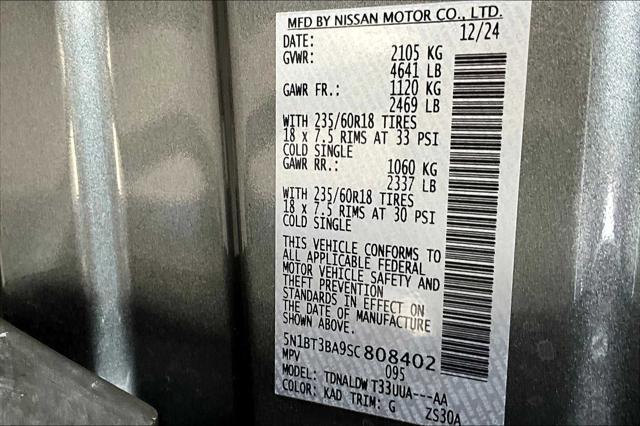 MFD BY NISSAN MOTOR CO., LTD.
DATE: 12/24
GVWR: 2105 KG
4641 LB
GAWR FR.: 1120 KG
2469 LB
WITH 235/60R18 TIRES
18 x 7.5 RIMS AT 33 PSI
COLD SINGLE
GAWR RR.: 1060 KG
2337 LB
WITH 235/60R18 TIRES
18 x 7.5 RIMS AT 30 PSI
COLD SINGLE
THIS VEHICLE CONFORMS TO
ALL APPLICABLE FEDERAL
MOTOR VEHICLE SAFETY AND
THEFT PREVENTION
STANDARDS IN EFFECT ON
THE DATE OF MANUFACTURE
SHOWN ABOVE.
5N1BT3BA9SC808402
MPV 095
MODEL: TDNALDWT33UUA---AA
COLOR: KAD TRIM: G ZS30A